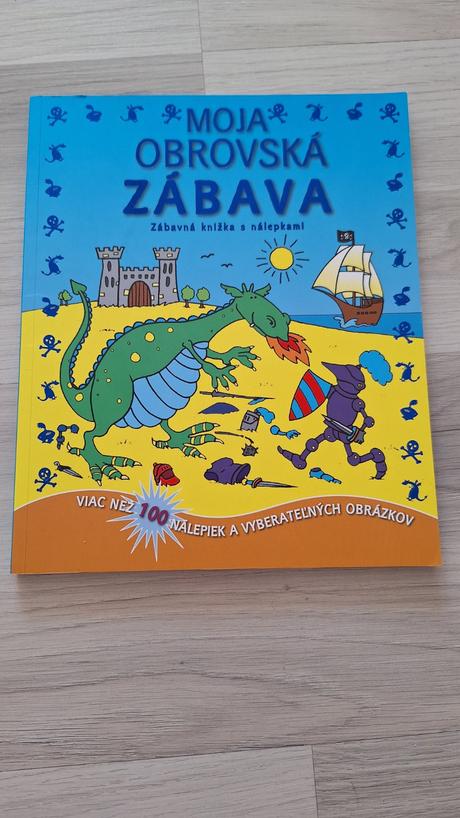 MOJA
OBROVSKÁ
ZÁBAVA
Zábavná knižka s nálepkami
VIAC NEŽ 100 NÁLEPIEK A VYBERATEĽNÝCH OBRÁZKOV